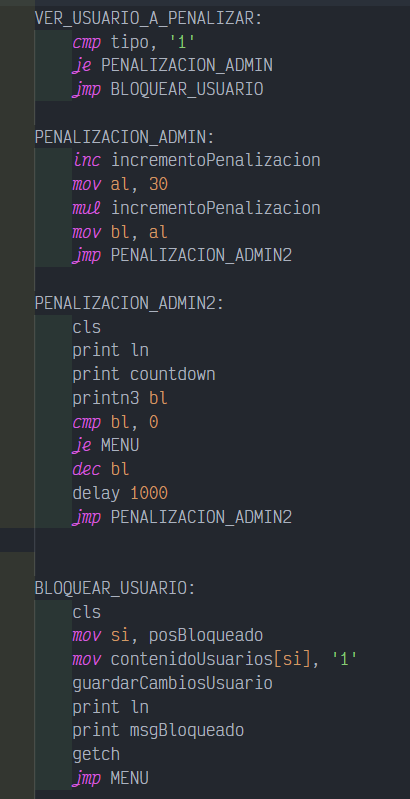 VER_USUARIO_A_PENALIZAR:
cmp tipo, '1'
je PENALIZACION_ADMIN
jmp BLOQUEAR_USUARIO
PENALIZACION_ADMIN:
inc incrementoPenalizacion
mov al, 30
mul incrementoPenalizacion
mov bl, al
jmp PENALIZACION_ADMIN2
PENALIZACION_ADMIN2:
cls
print ln
print countdown
printn3 bl
cmp bl, 0
je MENU
dec bl
delay 1000
jmp PENALIZACION_ADMIN2
BLOQUEAR_USUARIO:
cls
mov si, posBloqueado
mov contenidoUsuarios[si], '1'
guardarCambiosUsuario
print ln
print msgBloqueado
getch
jmp MENU